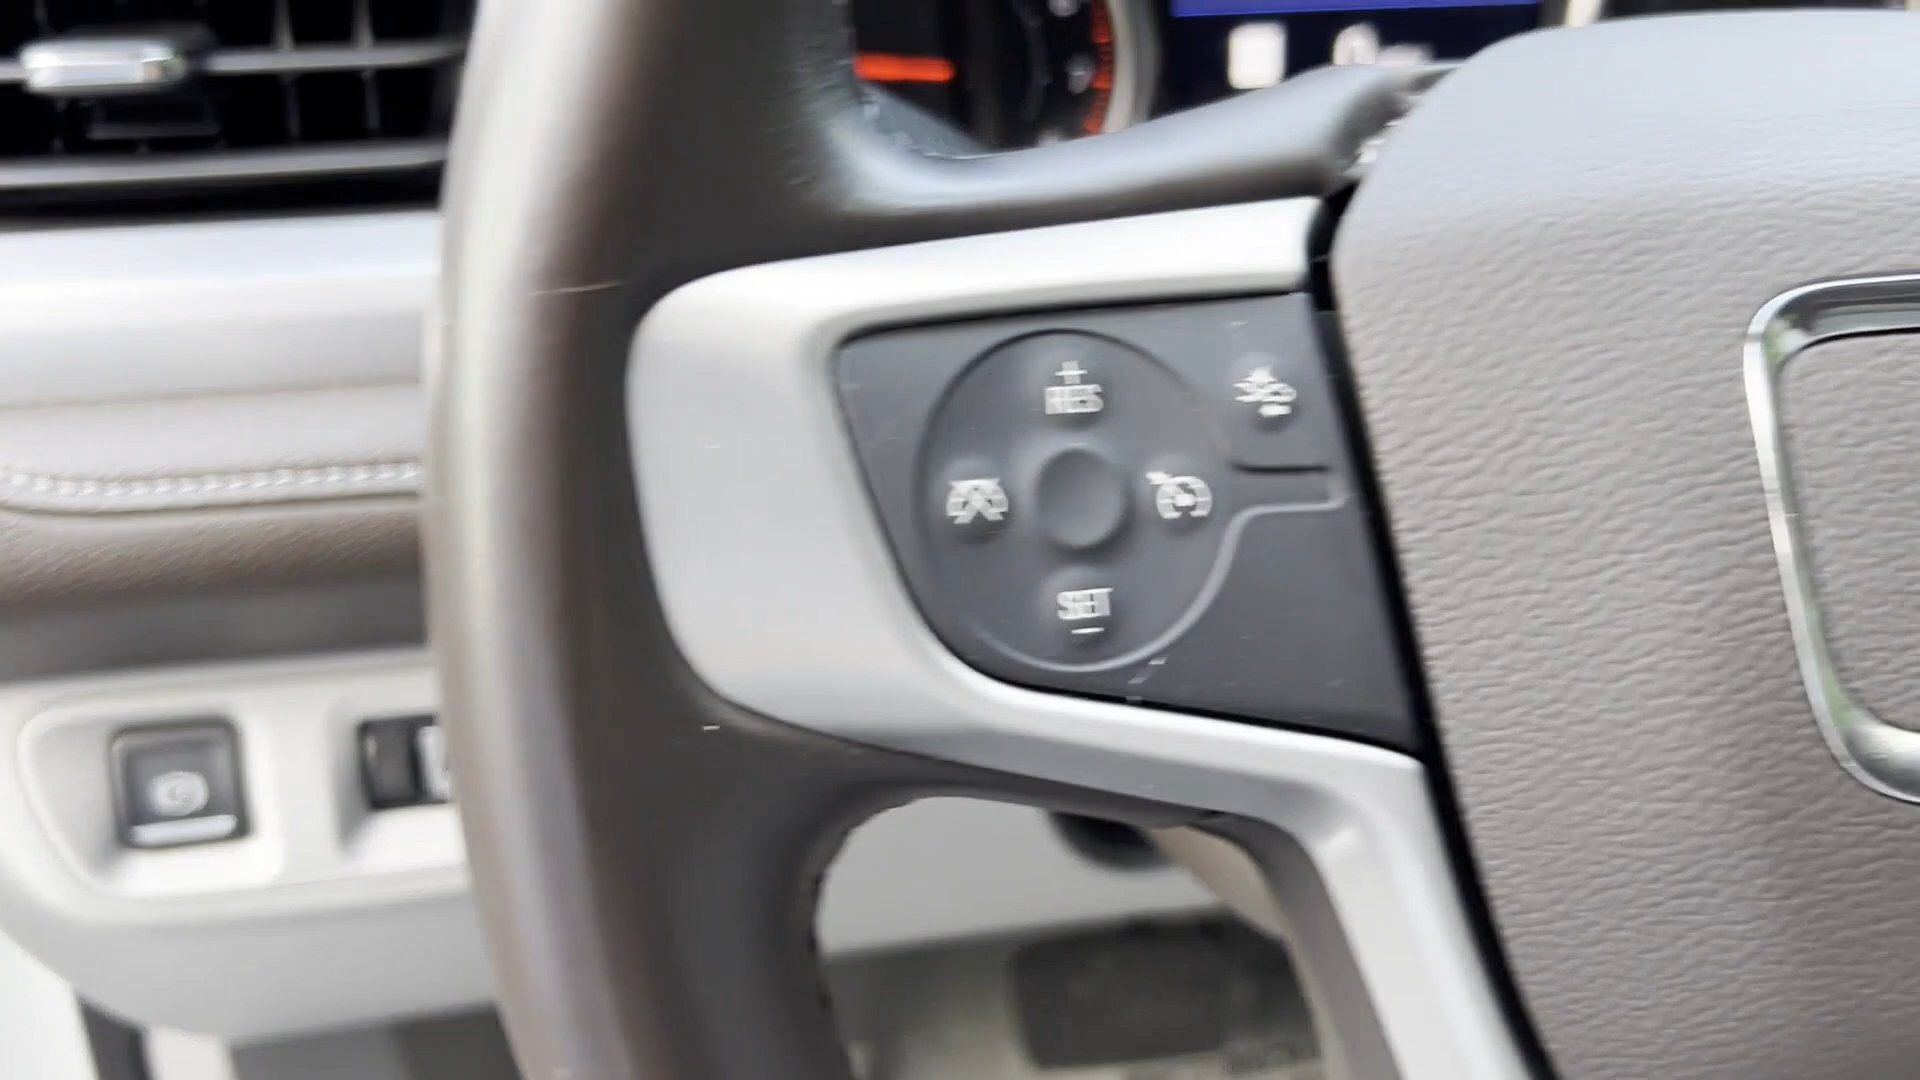 +
RES
SET
–